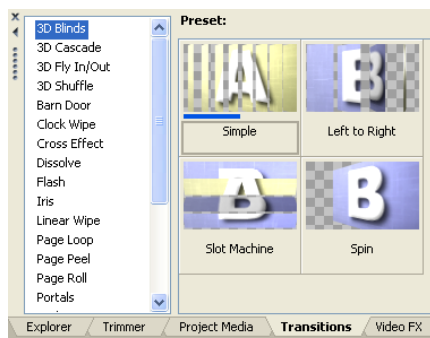 3D Blinds
3D Cascade
3D Fly In/Out
3D Shuffle
Barn Door
Clock Wipe
Cross Effect
Dissolve
Flash
Iris
Linear Wipe
Page Loop
Page Peel
Page Roll
Portals
Preset:
A
B
Simple
Left to Right
B
B
Slot Machine
Spin
Explorer
Trimmer
Project Media
Transitions
Video FX